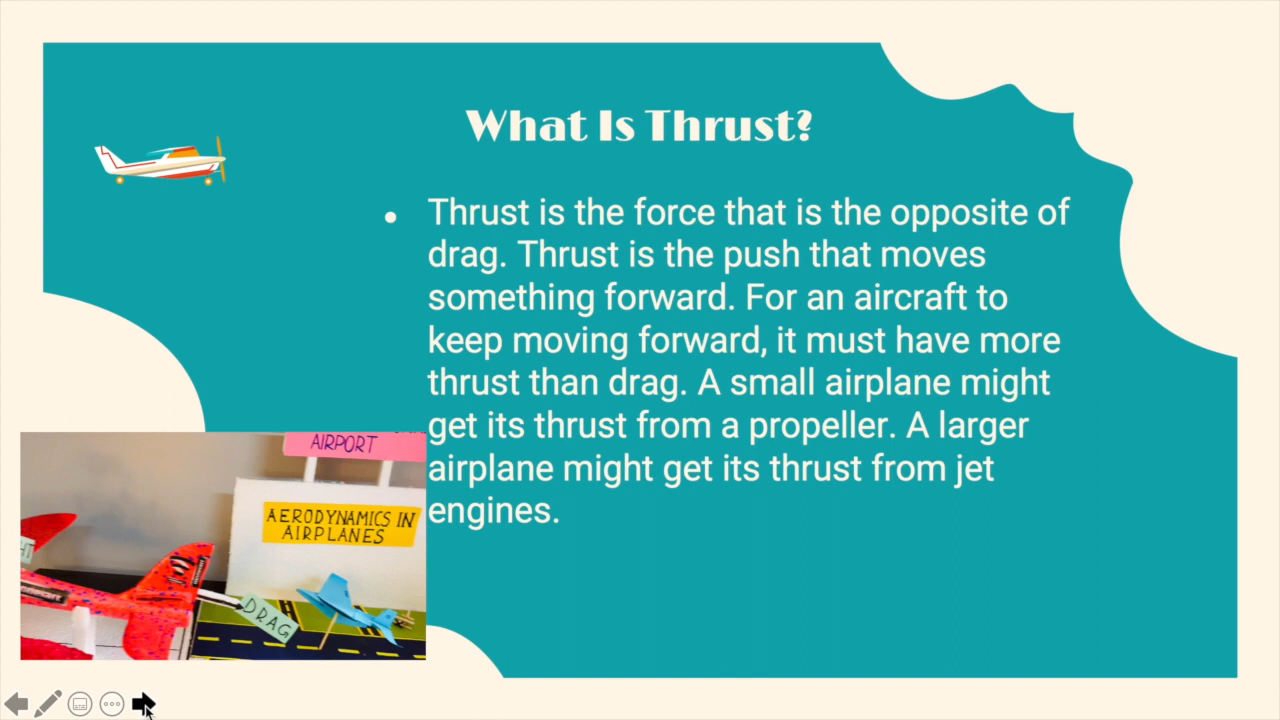 What Is Thrust?
• Thrust is the force that is the opposite of
drag. Thrust is the push that moves
something forward. For an aircraft to
keep moving forward, it must have more
thrust than drag. A small airplane might
get its thrust from a propeller. A larger
airplane might get its thrust from jet
engines.
AIRPORT
AERODYNAMICS IN
AIRPLANES
DRAG